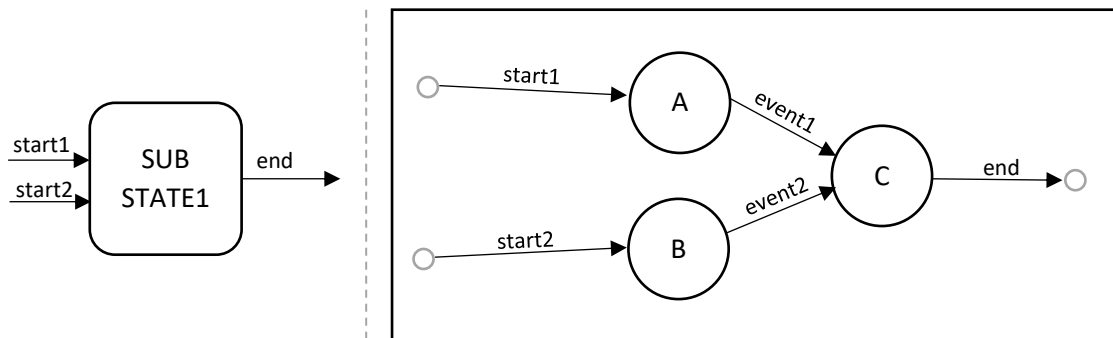 start1
start2
SUB
STATE1
end
start1
A
event1
start2
B
event2
C
end